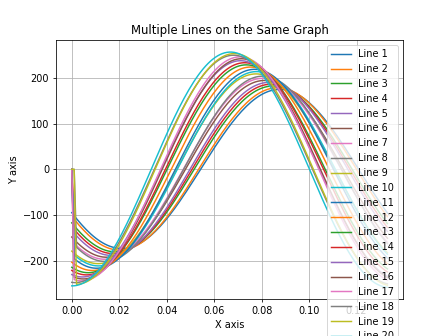 Multiple Lines on the Same Graph
Y axis
200
100
0
−100
−200
0.00
0.02
0.04
0.06
0.08
0.10
X axis
Line 1
Line 2
Line 3
Line 4
Line 5
Line 6
Line 7
Line 8
Line 9
Line 10
Line 11
Line 12
Line 13
Line 14
Line 15
Line 16
Line 17
Line 18
Line 19
Line 20